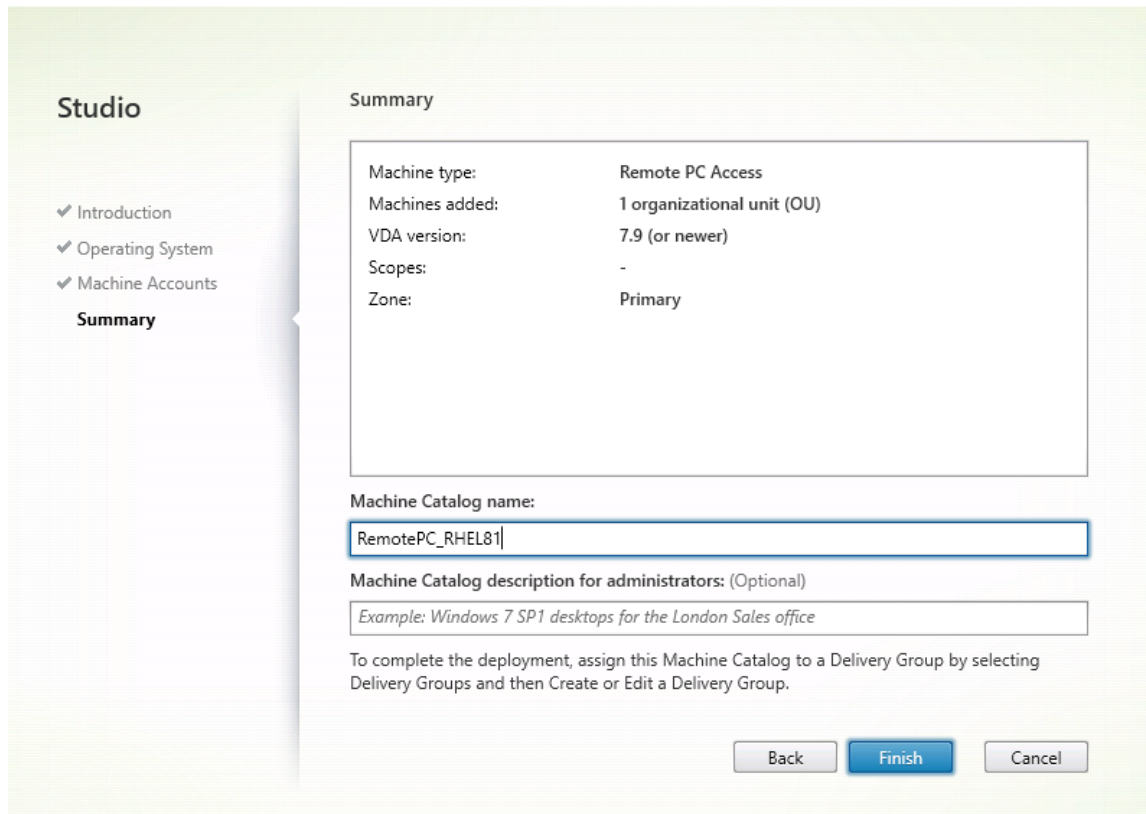 Studio
Introduction
Operating System
Machine Accounts
Summary
Summary
Machine type: Remote PC Access
Machines added: 1 organizational unit (OU)
VDA version: 7.9 (or newer)
Scopes: -
Zone: Primary
Machine Catalog name:
RemotePC_RHEL81
Machine Catalog description for administrators: (Optional)
Example: Windows 7 SP1 desktops for the London Sales office
To complete the deployment, assign this Machine Catalog to a Delivery Group by selecting
Delivery Groups and then Create or Edit a Delivery Group.
Back Finish Cancel